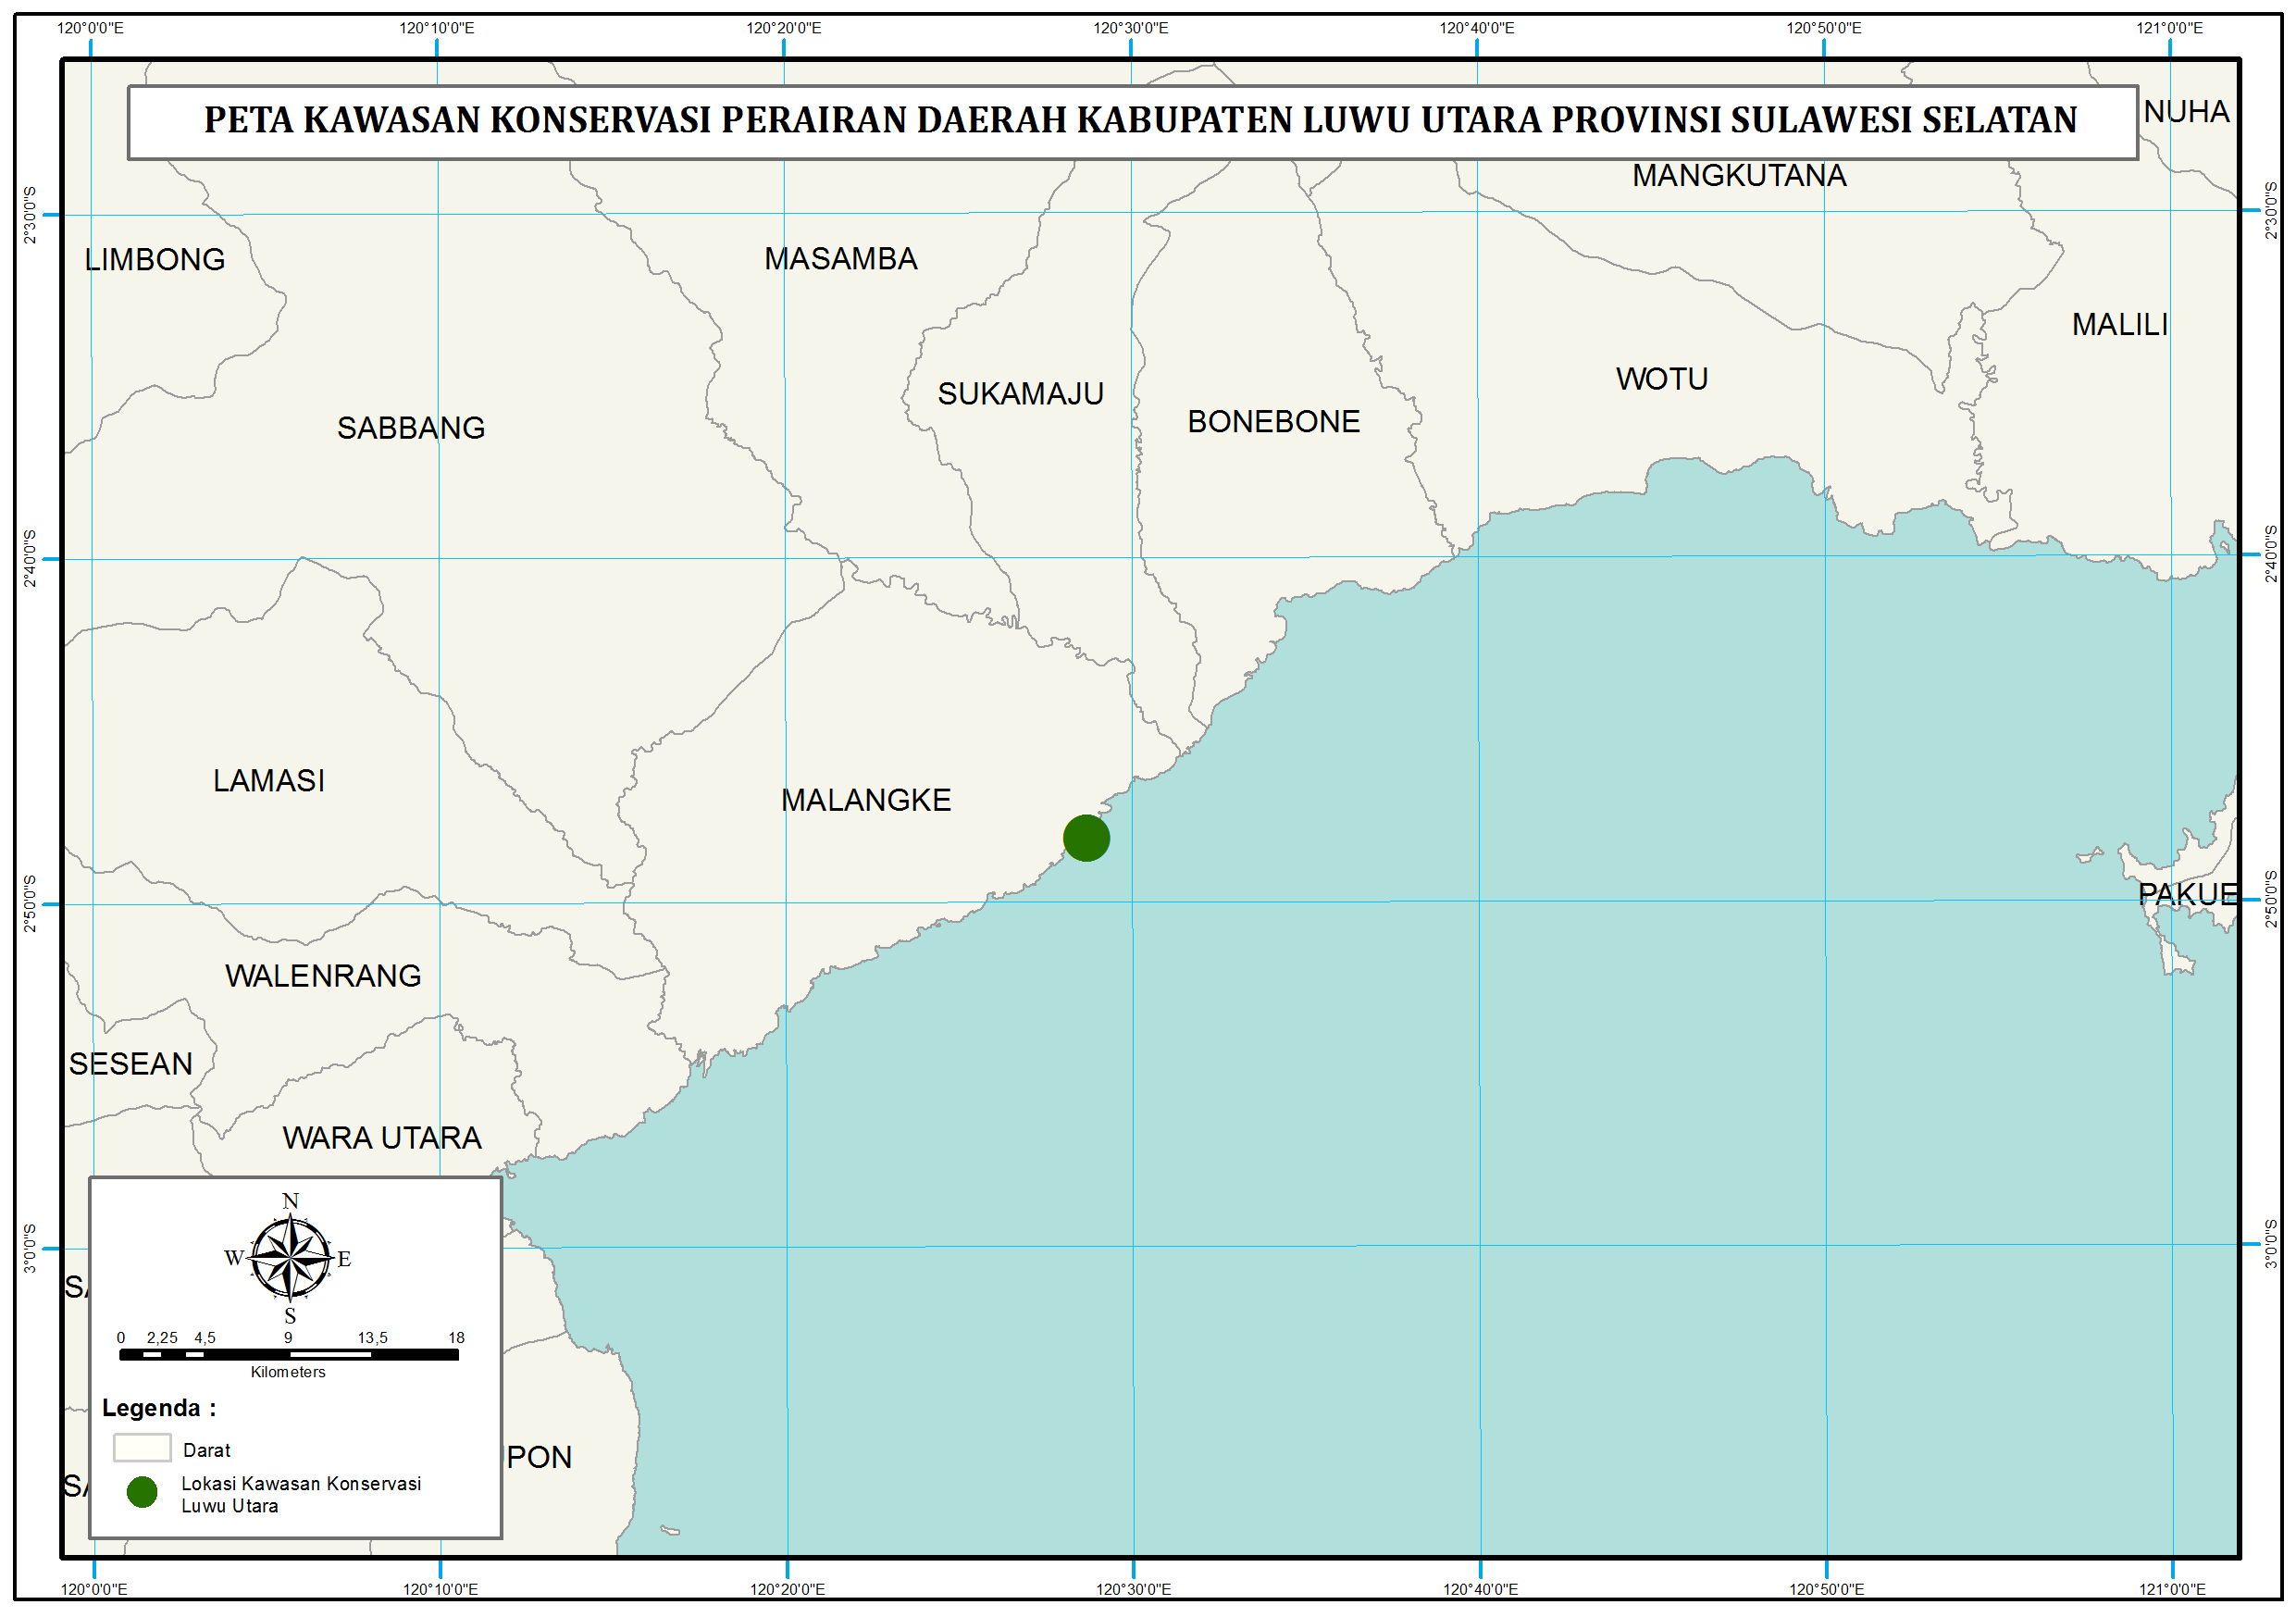 120°0'0"E 120°10'0"E 120°20'0"E 120°30'0"E 120°40'0"E 120°50'0"E 121°0'0"E
PETA KAWASAN KONSERVASI PERAIRAN DAERAH KABUPATEN LUWU UTARA PROVINSI SULAWESI SELATAN
NUHA
MANGKUTANA
2°30'0"S 2°30'0"S
LIMBONG
MASAMBA
MALILI
WOTU
SUKAMAJU
BONEBONE
SABBANG
2°40'0"S 2°40'0"S
LAMASI
MALANGKE
PAKUE
2°50'0"S 2°50'0"S
WALENRANG
SESEAN
WARA UTARA
N
W E
S
3°0'0"S 3°0'0"S
SA
0 2,25 4,5 9 13,5 18
Kilometers
Legenda :
Darat
UPON
Lokasi Kawasan Konservasi
Luwu Utara
SA
120°0'0"E 120°10'0"E 120°20'0"E 120°30'0"E 120°40'0"E 120°50'0"E 121°0'0"E